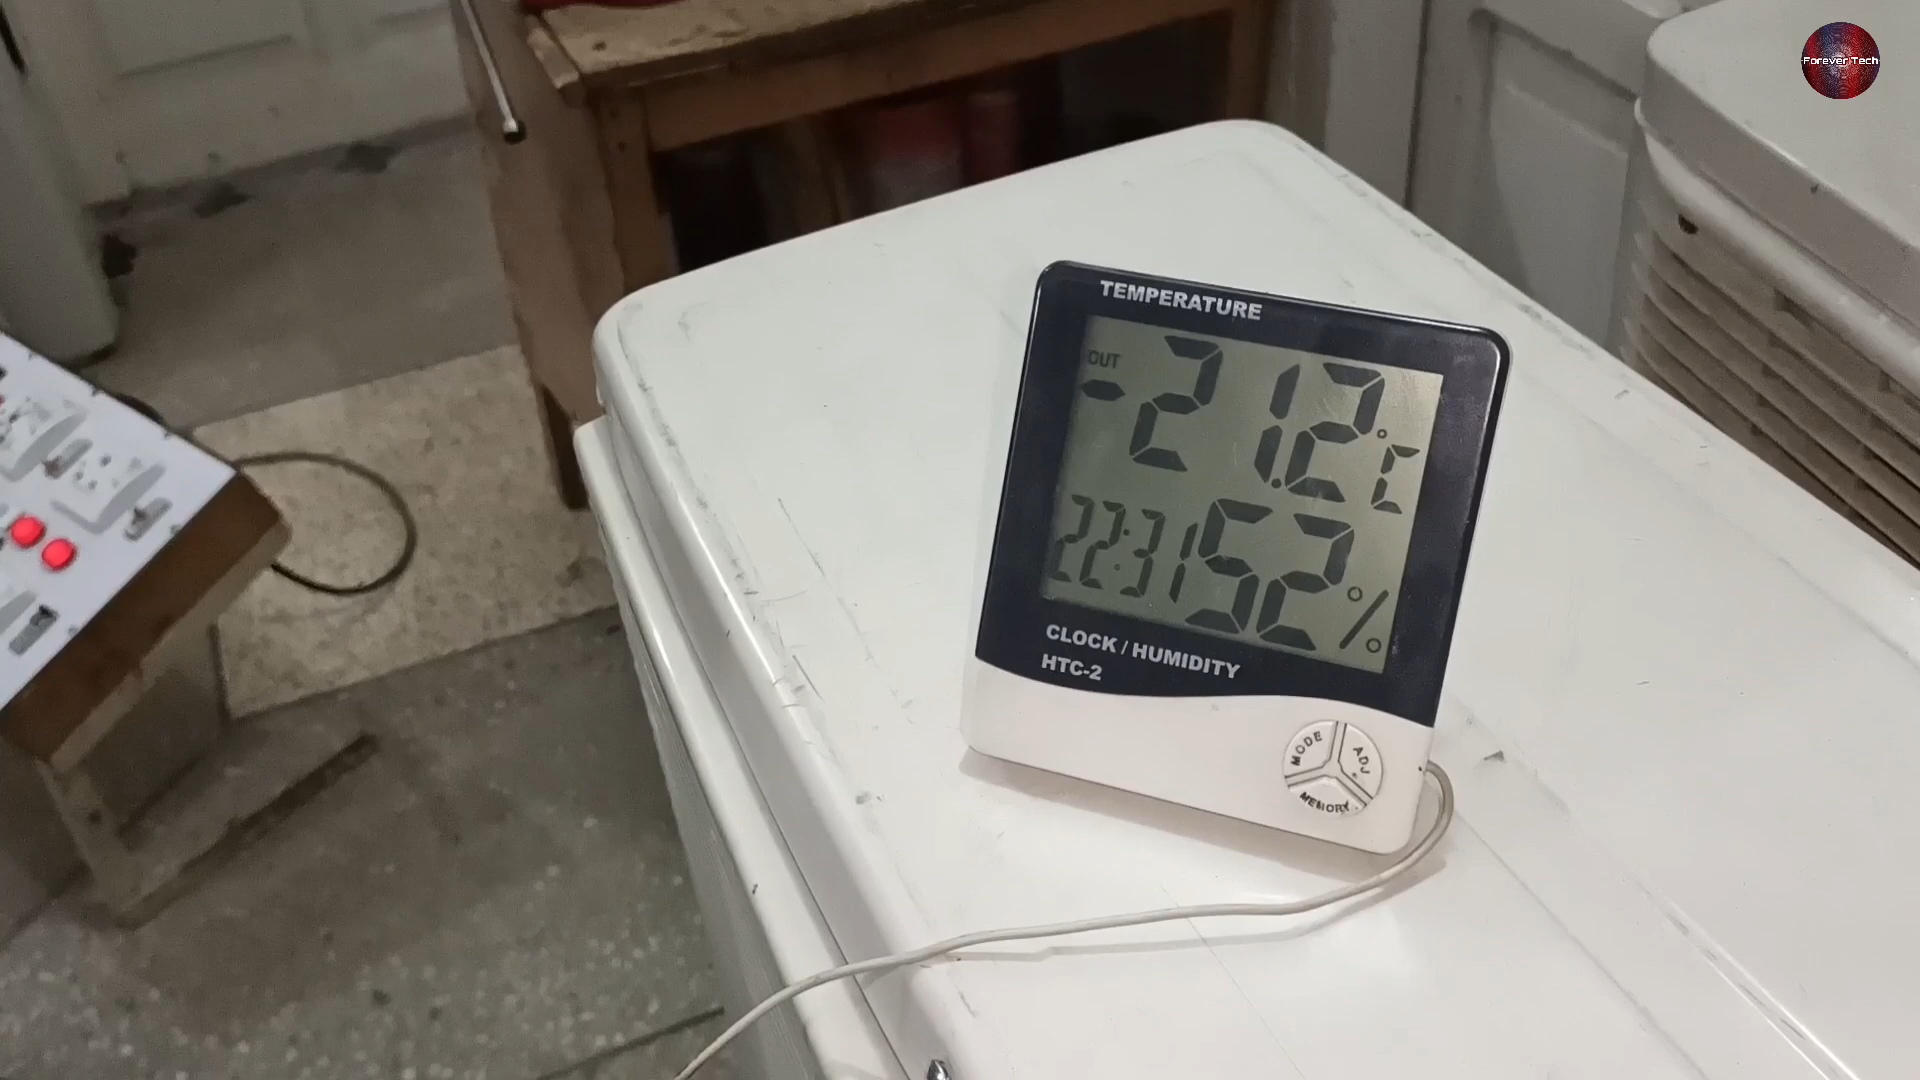 Forever Tech
TEMPERATURE
OUT
-21.2°C
22:31 52%
CLOCK / HUMIDITY
HTC-2
MODE
ADJ
MEMORY